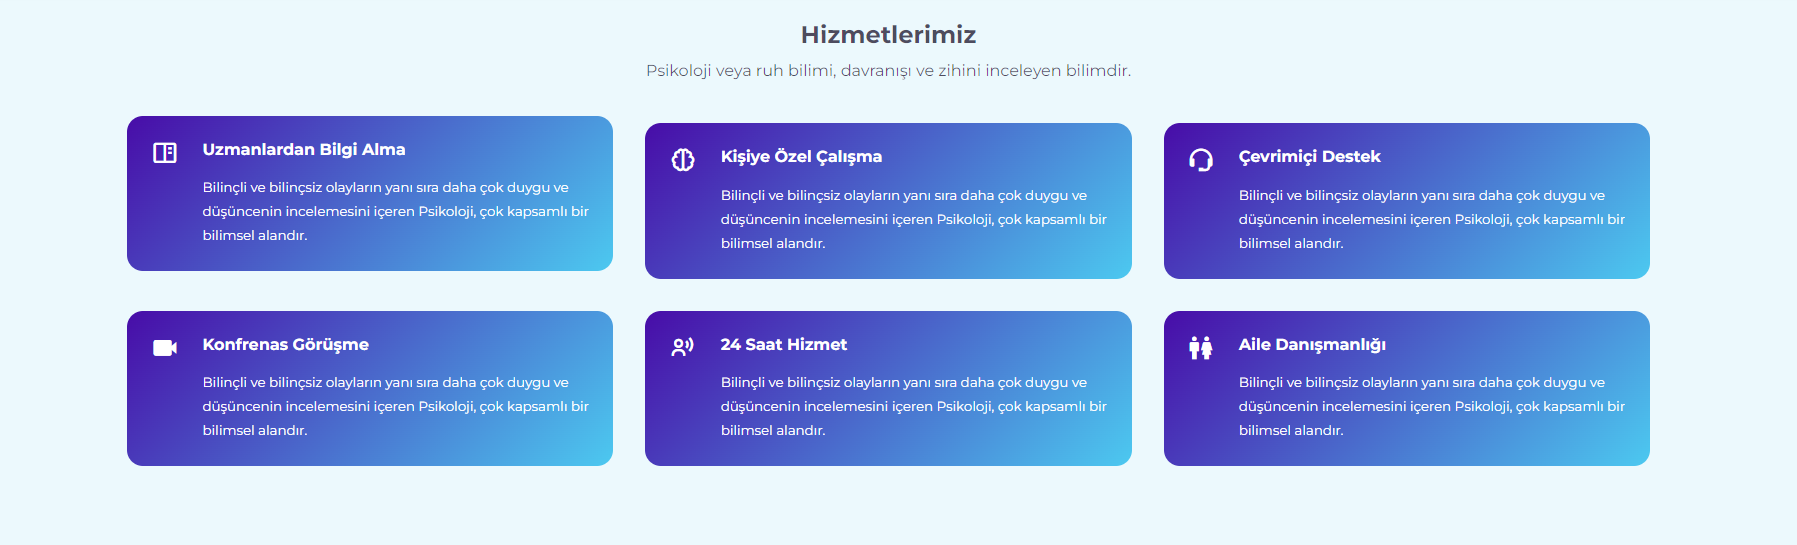 Hizmetlerimiz
Psikoloji veya ruh bilimi, davranışı ve zihini inceleyen bilimdir.
Uzmanlardan Bilgi Alma
Bilinçli ve bilinçsiz olayların yanı sıra daha çok duygu ve
düşüncenin incelemesini içeren Psikoloji, çok kapsamlı bir
bilimsel alandır.
Kişiye Özel Çalışma
Bilinçli ve bilinçsiz olayların yanı sıra daha çok duygu ve
düşüncenin incelemesini içeren Psikoloji, çok kapsamlı bir
bilimsel alandır.
Çevrimiçi Destek
Bilinçli ve bilinçsiz olayların yanı sıra daha çok duygu ve
düşüncenin incelemesini içeren Psikoloji, çok kapsamlı bir
bilimsel alandır.
Konfrenas Görüşme
Bilinçli ve bilinçsiz olayların yanı sıra daha çok duygu ve
düşüncenin incelemesini içeren Psikoloji, çok kapsamlı bir
bilimsel alandır.
24 Saat Hizmet
Bilinçli ve bilinçsiz olayların yanı sıra daha çok duygu ve
düşüncenin incelemesini içeren Psikoloji, çok kapsamlı bir
bilimsel alandır.
Aile Danışmanlığı
Bilinçli ve bilinçsiz olayların yanı sıra daha çok duygu ve
düşüncenin incelemesini içeren Psikoloji, çok kapsamlı bir
bilimsel alandır.